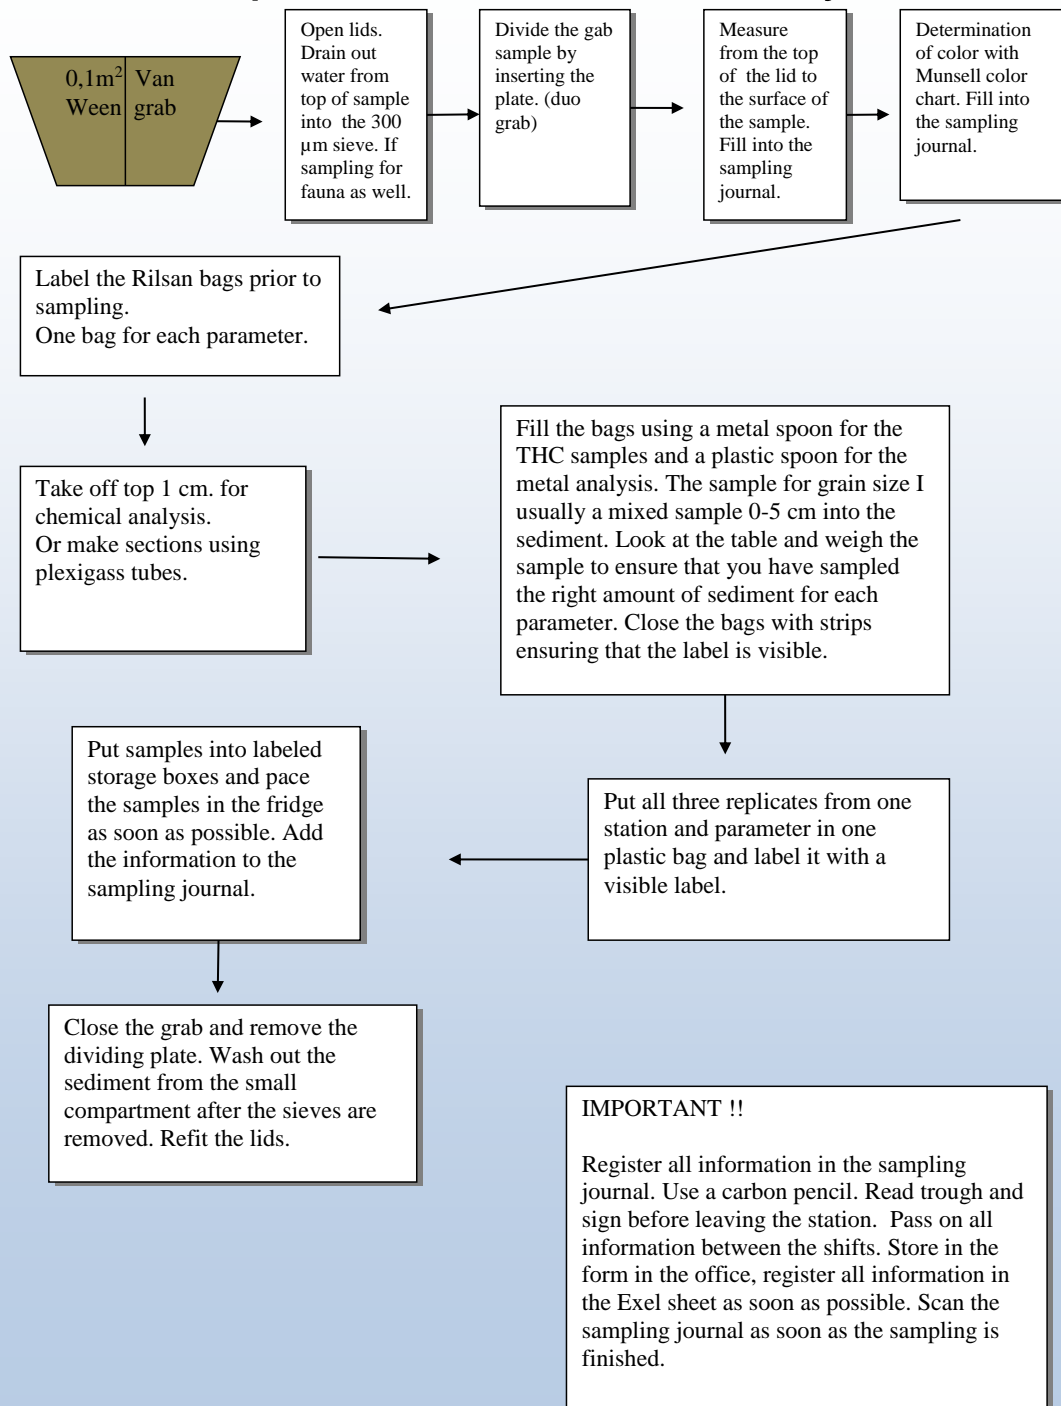 0,1m² Van
Ween grab
Open lids.
Drain out
water from
top of sample
into the 300
µm sieve. If
sampling for
fauna as well.
Divide the gab
sample by
inserting the
plate. (duo
grab)
Measure
from the top
of the lid to
the surface of
the sample.
Fill into the
sampling
journal.
Determination
of color with
Munsell color
chart. Fill into
the sampling
journal.
Label the Rilsan bags prior to
sampling.
One bag for each parameter.
Take off top 1 cm. for
chemical analysis.
Or make sections using
plexigass tubes.
Fill the bags using a metal spoon for the
THC samples and a plastic spoon for the
metal analysis. The sample for grain size I
usually a mixed sample 0-5 cm into the
sediment. Look at the table and weigh the
sample to ensure that you have sampled
the right amount of sediment for each
parameter. Close the bags with strips
ensuring that the label is visible.
Put all three replicates from one
station and parameter in one
plastic bag and label it with a
visible label.
Put samples into labeled
storage boxes and pace
the samples in the fridge
as soon as possible. Add
the information to the
sampling journal.
Close the grab and remove the
dividing plate. Wash out the
sediment from the small
compartment after the sieves are
removed. Refit the lids.
IMPORTANT !!
Register all information in the sampling
journal. Use a carbon pencil. Read trough and
sign before leaving the station. Pass on all
information between the shifts. Store in the
form in the office, register all information in
the Exel sheet as soon as possible. Scan the
sampling journal as soon as the sampling is
finished.